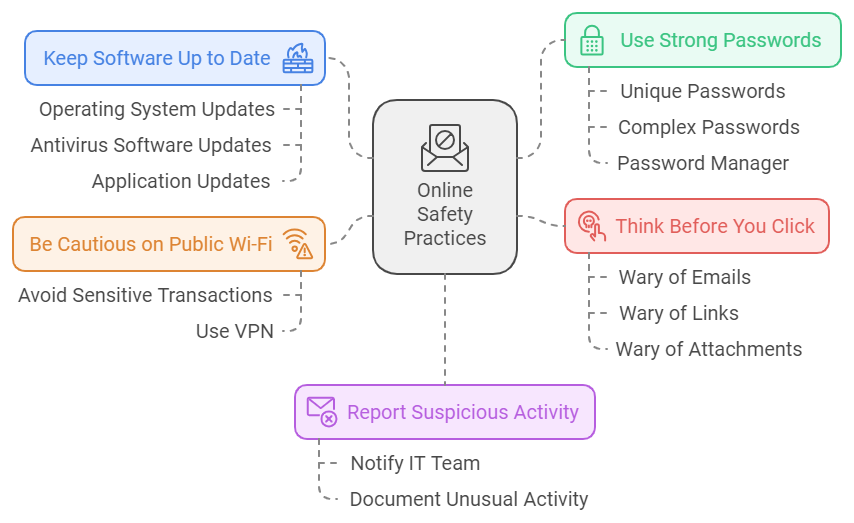 Keep Software Up to Date
Operating System Updates
Antivirus Software Updates
Application Updates
Be Cautious on Public Wi-Fi
Avoid Sensitive Transactions
Use VPN
Online
Safety
Practices
Use Strong Passwords
Unique Passwords
Complex Passwords
Password Manager
Think Before You Click
Wary of Emails
Wary of Links
Wary of Attachments
Report Suspicious Activity
Notify IT Team
Document Unusual Activity